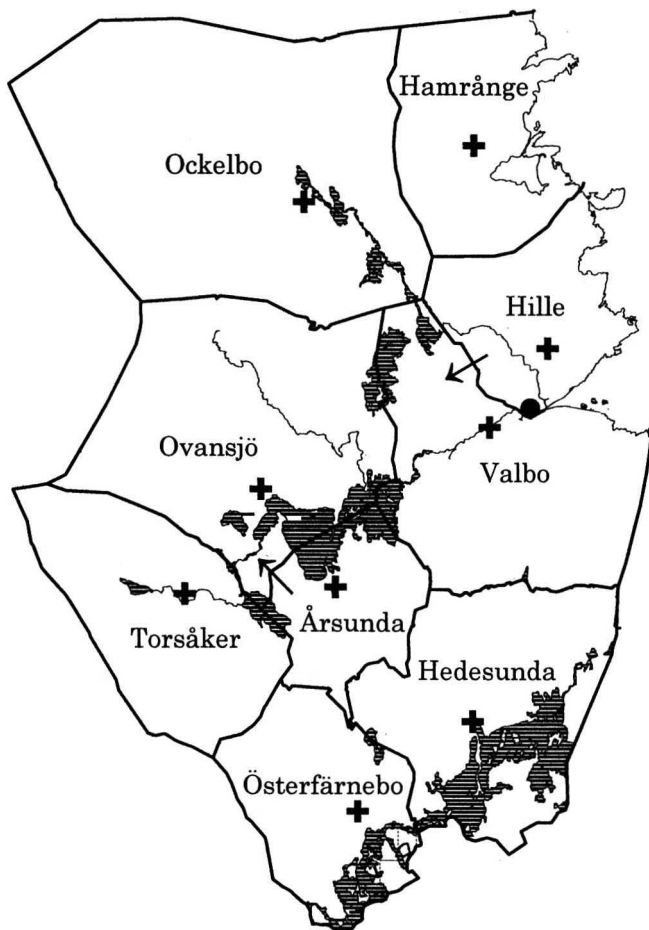 Hamrånge
Ockelbo
Hille
Ovansjö
Valbo
Torsåker
Årsunda
Hedesunda
Österfärnebo